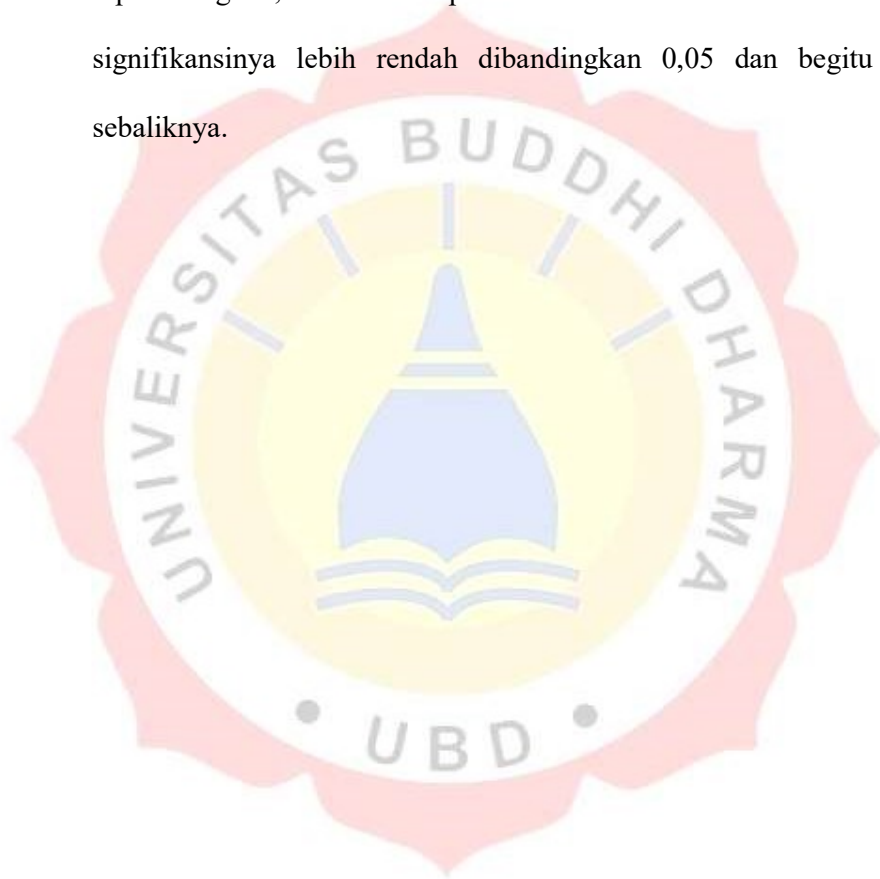 signifikansinya lebih rendah dibandingkan 0,05 dan begitu
sebaliknya.
UNIVERSITAS BUDDHI DHARMA
• UBD •